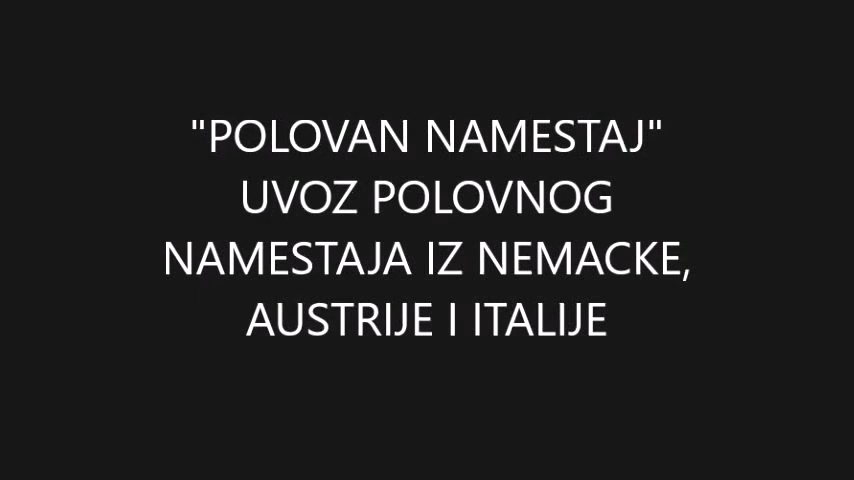 "POLOVAN NAMESTAJ"
UVOZ POLOVNOG
NAMESTAJA IZ NEMACKE,
AUSTRIJE I ITALIJE